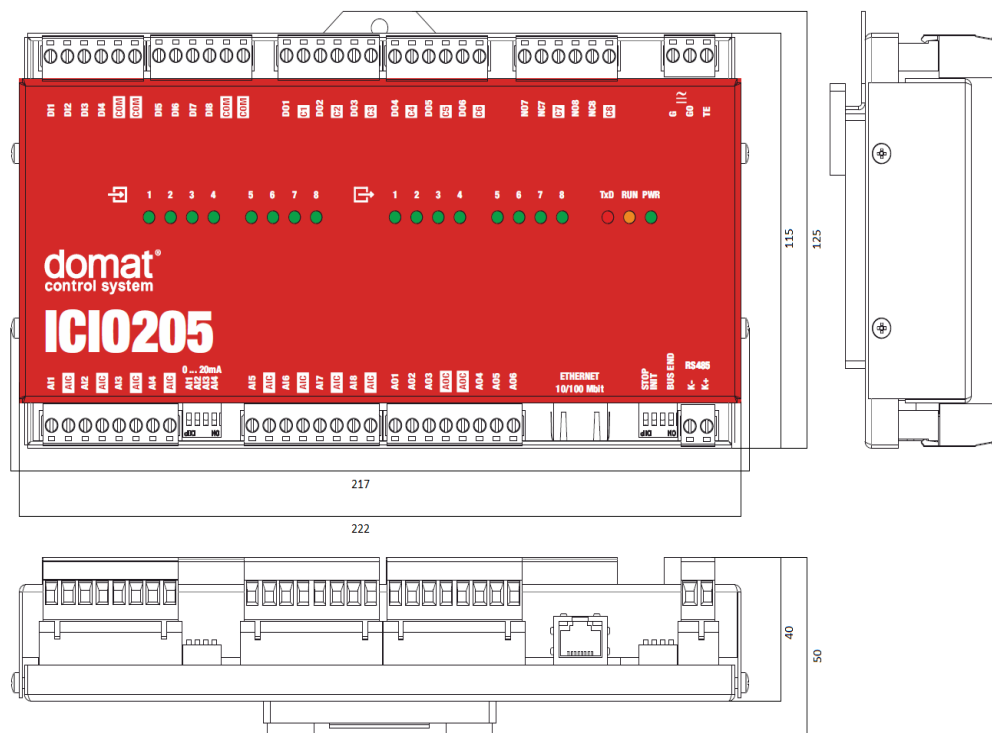 DI1 DI2 DI3 DI4 COM COM DI5 DI6 DI7 DI8 COM COM DO1 C1 DO2 C2 DO3 C3 DO4 C4 DO5 C5 DO6 C6 NO7 NC7 C7 NO8 NC8 C8 G G0 TE
1 2 3 4 5 6 7 8 1 2 3 4 5 6 7 8 TxD RUN PWR
115
125
domat®
control system
ICIO205
0 ... 20mA
AI1 AIC AI2 AIC AI3 AIC AI4 AIC AI1 AI2 AI3 AI4 AI5 AIC AI6 AIC AI7 AIC AI8 AIC AO1 AO2 AO3 AOC AOC AO4 AO5 AO6
ETHERNET
10/100 Mbit
STOP
INIT
BUS END
RS485
K- K+
DIP ON
DIP ON
217
222
40
50